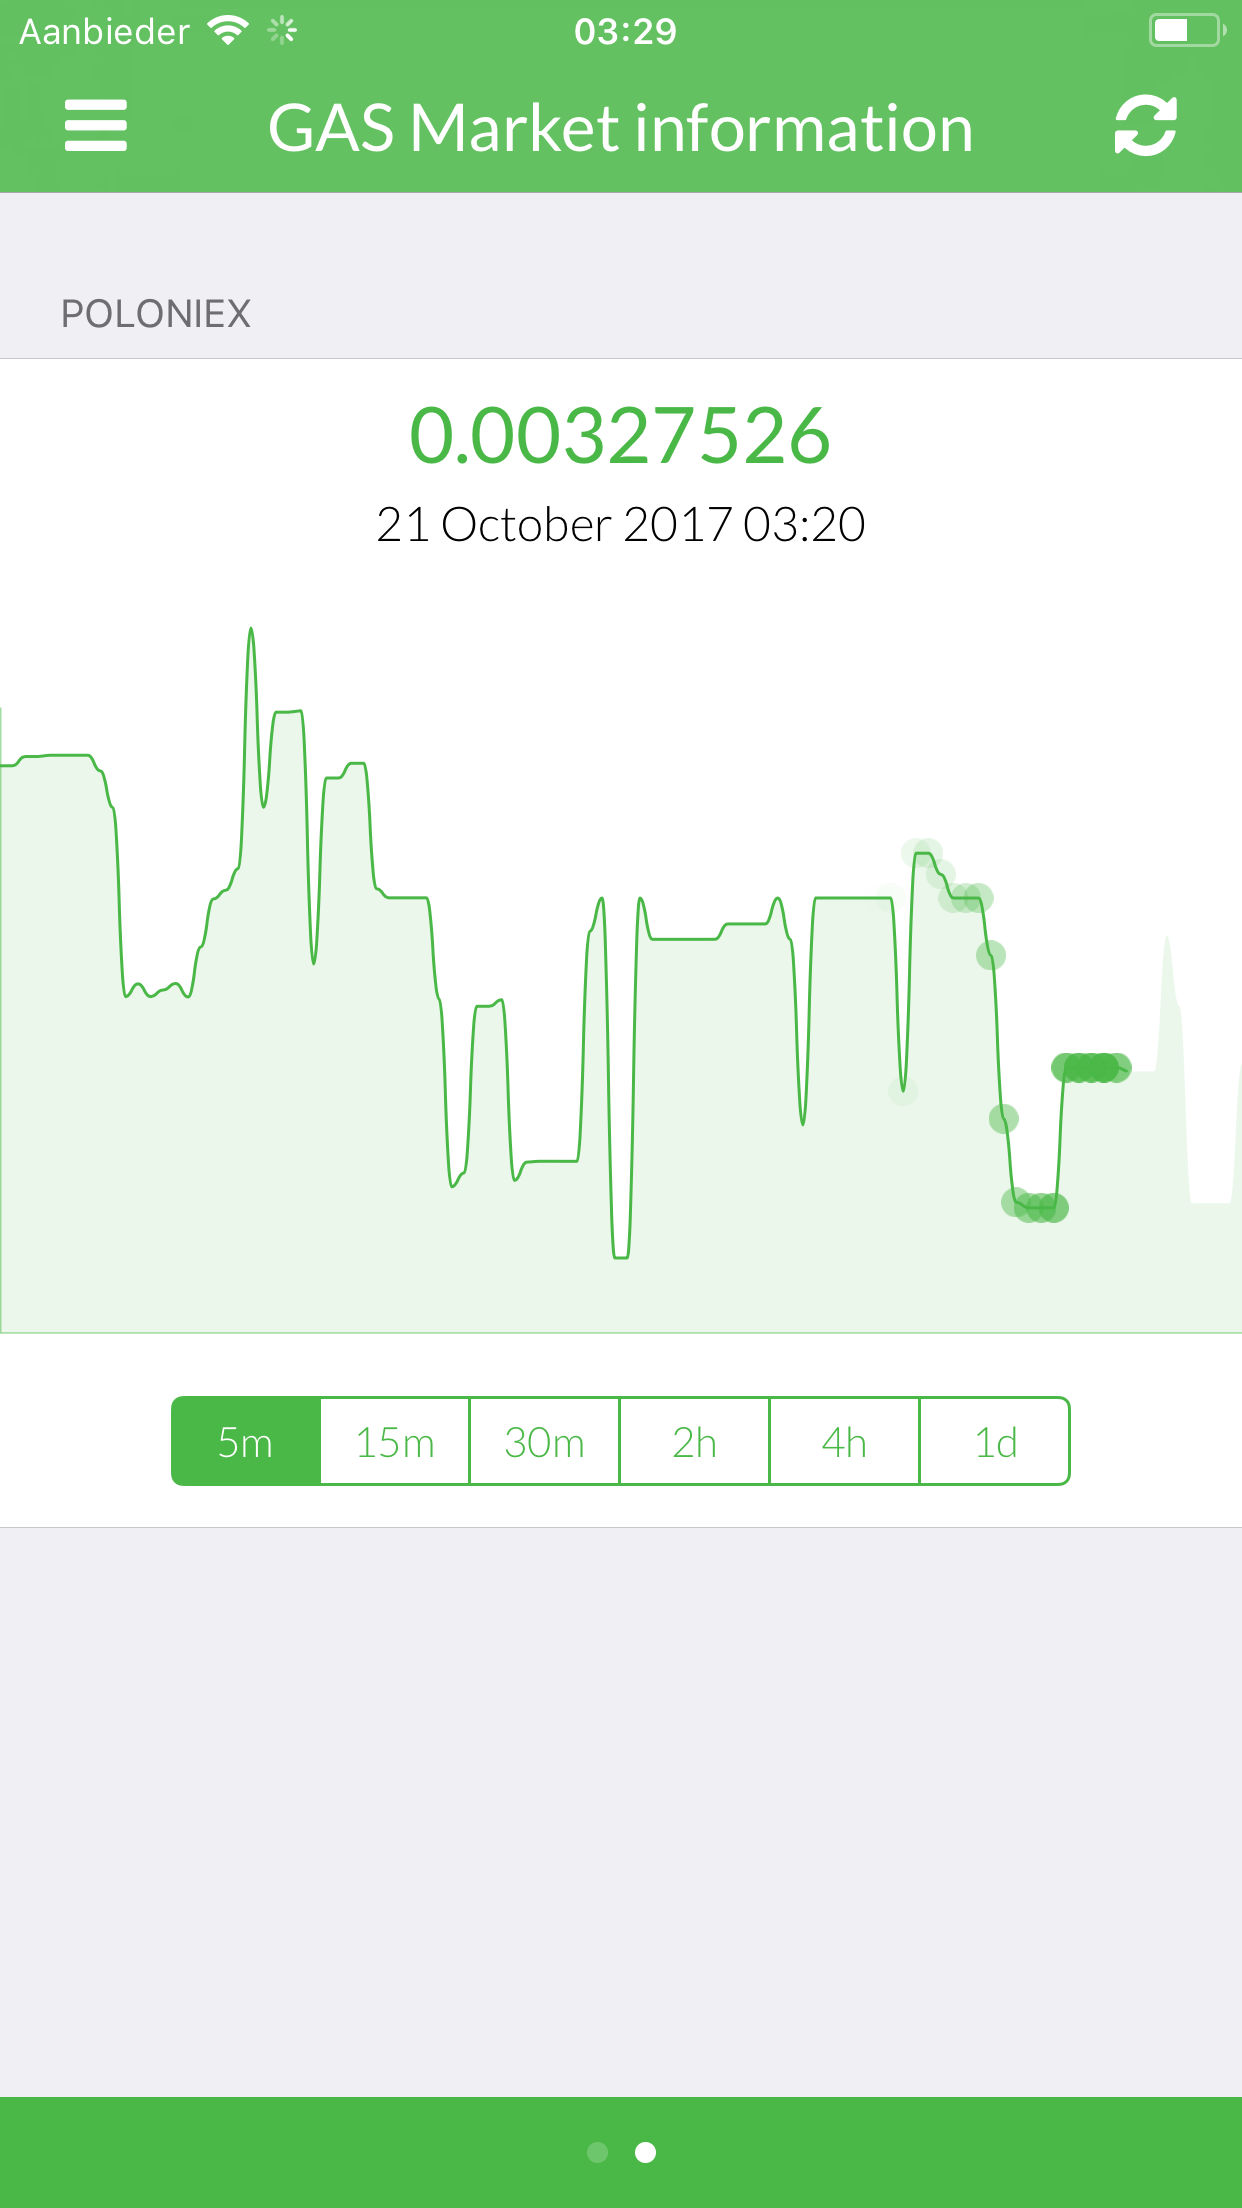 Aanbieder 03:29
GAS Market information
POLONIEX
0.00327526
21 October 2017 03:20
5m 15m 30m 2h 4h 1d